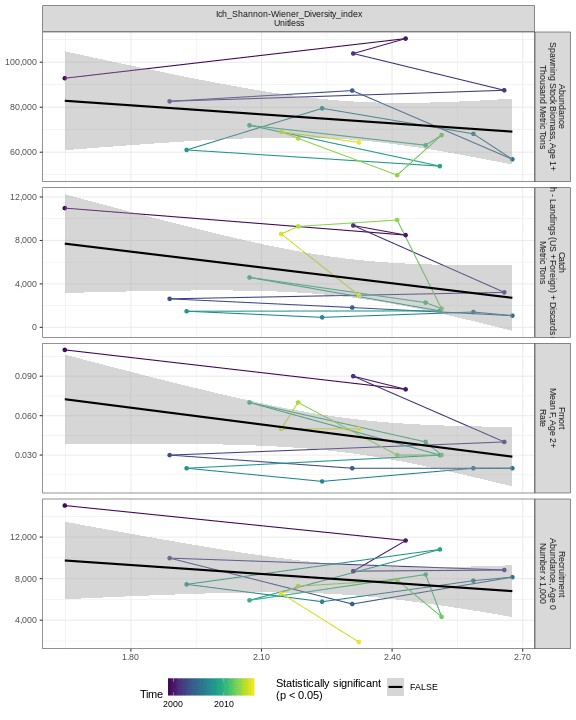 Ich_Shannon-Wiener_Diversity_index
Unitless
100,000
80,000
60,000
Abundance
Spawning Stock Biomass, Age 1+
Thousand Metric Tons
12,000
8,000
4,000
0
Catch
h - Landings (US +Foreign) + Discards
Metric Tons
0.090
0.060
0.030
Fmort
Mean F, Age 2+
Rate
12,000
8,000
4,000
Recruitment
Abundance, Age 0
Number x 1,000
1.80
2.10
2.40
2.70
Time
2000
2010
Statistically significant
(p < 0.05)
FALSE